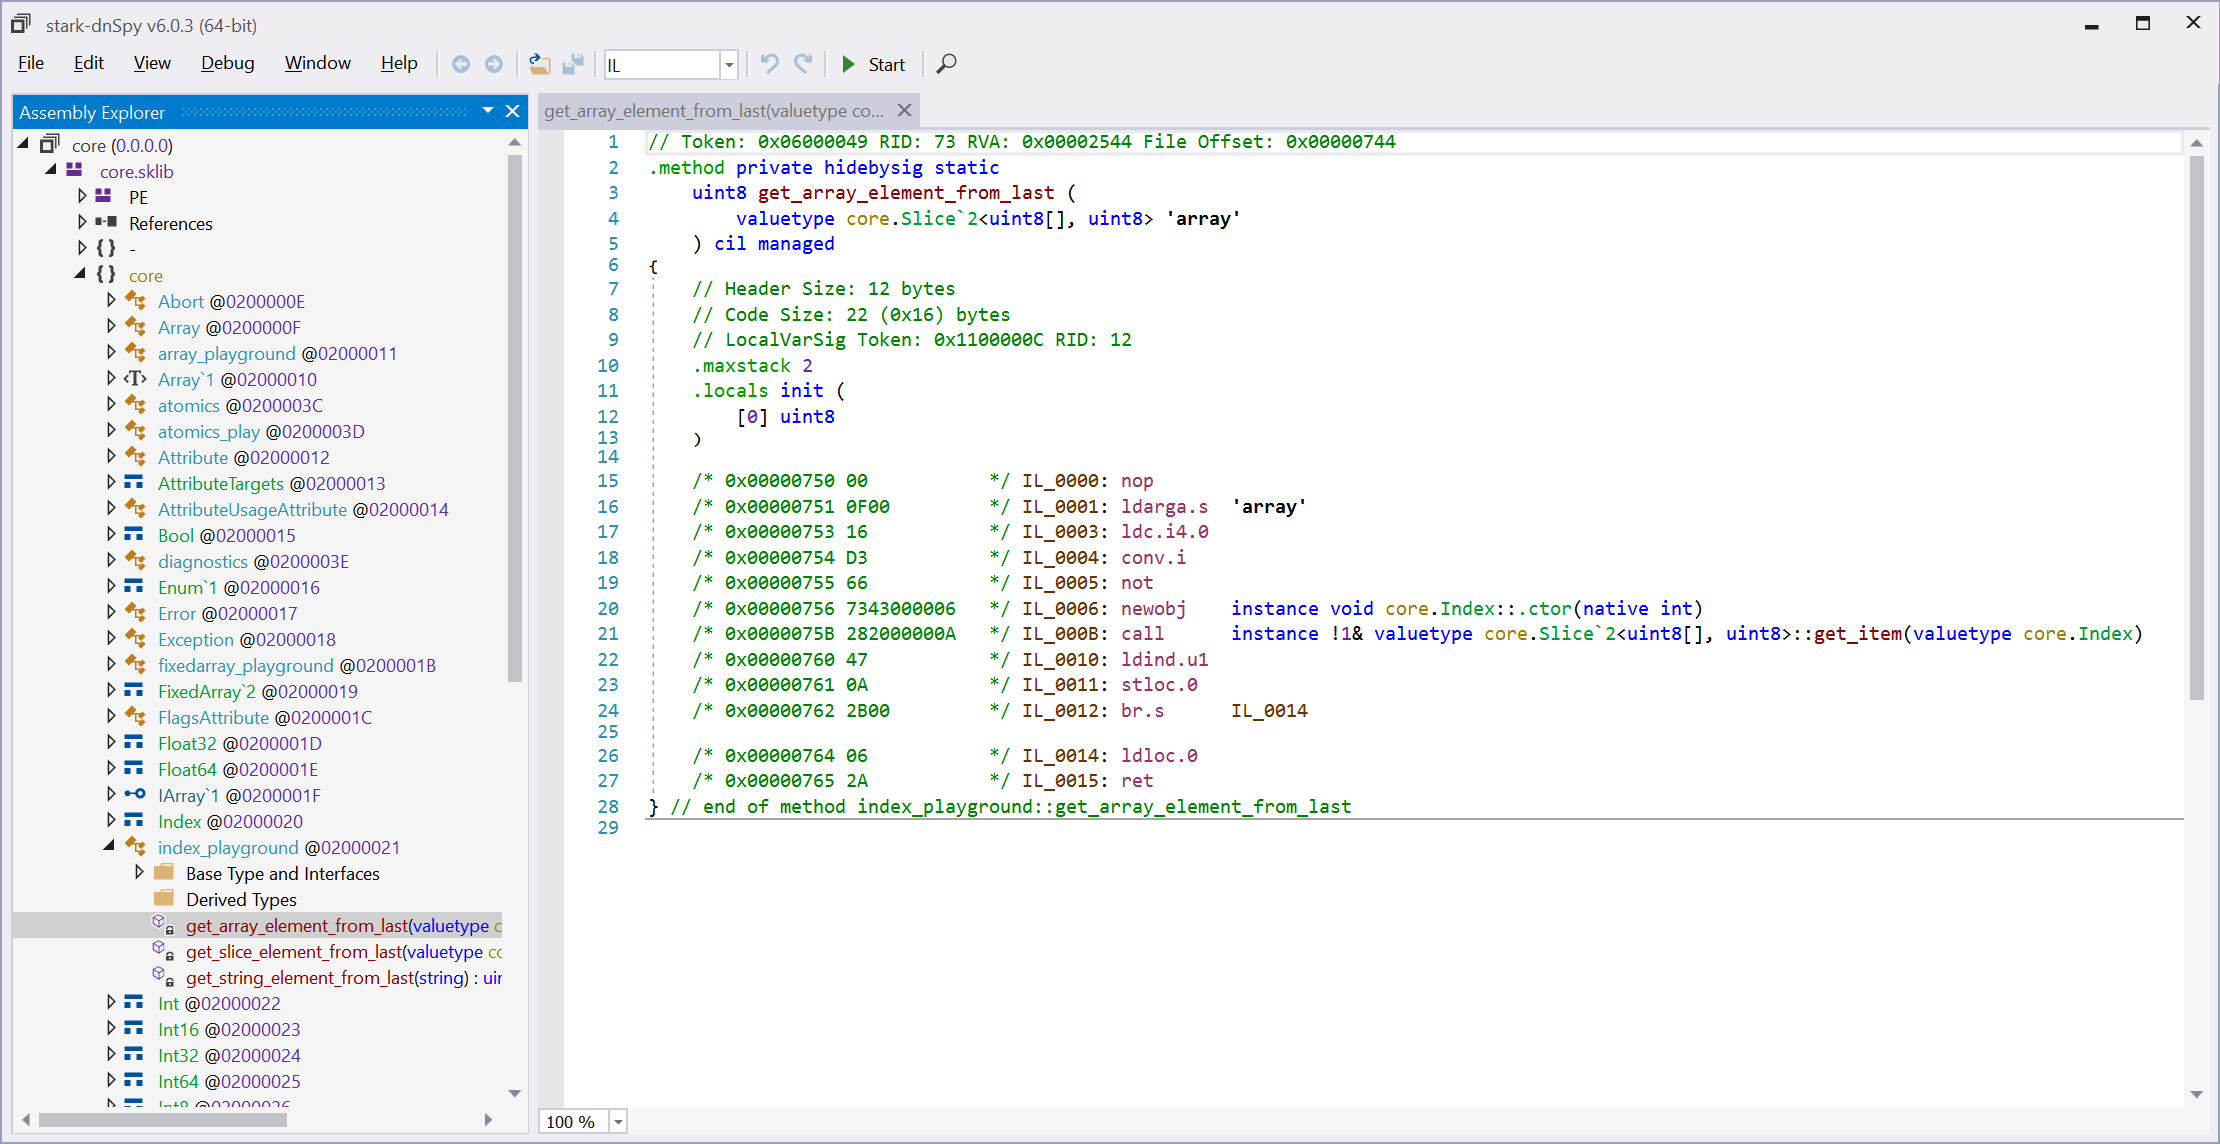 stark-dnSpy v6.0.3 (64-bit)
File Edit View Debug Window Help IL Start
Assembly Explorer
core (0.0.0.0)
core.sklib
PE
References
{ } -
{ } core
Abort @0200000E
Array @0200000F
array_playground @02000011
<T> Array`1 @02000010
atomics @0200003C
atomics_play @0200003D
Attribute @02000012
AttributeTargets @02000013
AttributeUsageAttribute @02000014
Bool @02000015
diagnostics @0200003E
Enum`1 @02000016
Error @02000017
Exception @02000018
fixedarray_playground @0200001B
FixedArray`2 @02000019
FlagsAttribute @0200001C
Float32 @0200001D
Float64 @0200001E
IArray`1 @0200001F
Index @02000020
index_playground @02000021
Base Type and Interfaces
Derived Types
get_array_element_from_last(valuetype c
get_slice_element_from_last(valuetype cc
get_string_element_from_last(string) : uir
Int @02000022
Int16 @02000023
Int32 @02000024
Int64 @02000025
Int8 @02000026
get_array_element_from_last(valuetype co...
1 // Token: 0x06000049 RID: 73 RVA: 0x00002544 File Offset: 0x00000744
2 .method private hidebysig static
3 uint8 get_array_element_from_last (
4 valuetype core.Slice`2<uint8[], uint8> 'array'
5 ) cil managed
6 {
7 // Header Size: 12 bytes
8 // Code Size: 22 (0x16) bytes
9 // LocalVarSig Token: 0x1100000C RID: 12
10 .maxstack 2
11 .locals init (
12 [0] uint8
13 )
14
15 /* 0x00000750 00 */ IL_0000: nop
16 /* 0x00000751 0F00 */ IL_0001: ldarga.s 'array'
17 /* 0x00000753 16 */ IL_0003: ldc.i4.0
18 /* 0x00000754 D3 */ IL_0004: conv.i
19 /* 0x00000755 66 */ IL_0005: not
20 /* 0x00000756 7343000006 */ IL_0006: newobj instance void core.Index::.ctor(native int)
21 /* 0x0000075B 282000000A */ IL_000B: call instance !1& valuetype core.Slice`2<uint8[], uint8>::get_item(valuetype core.Index)
22 /* 0x00000760 47 */ IL_0010: ldind.u1
23 /* 0x00000761 0A */ IL_0011: stloc.0
24 /* 0x00000762 2B00 */ IL_0012: br.s IL_0014
25
26 /* 0x00000764 06 */ IL_0014: ldloc.0
27 /* 0x00000765 2A */ IL_0015: ret
28 } // end of method index_playground::get_array_element_from_last
29
100 %